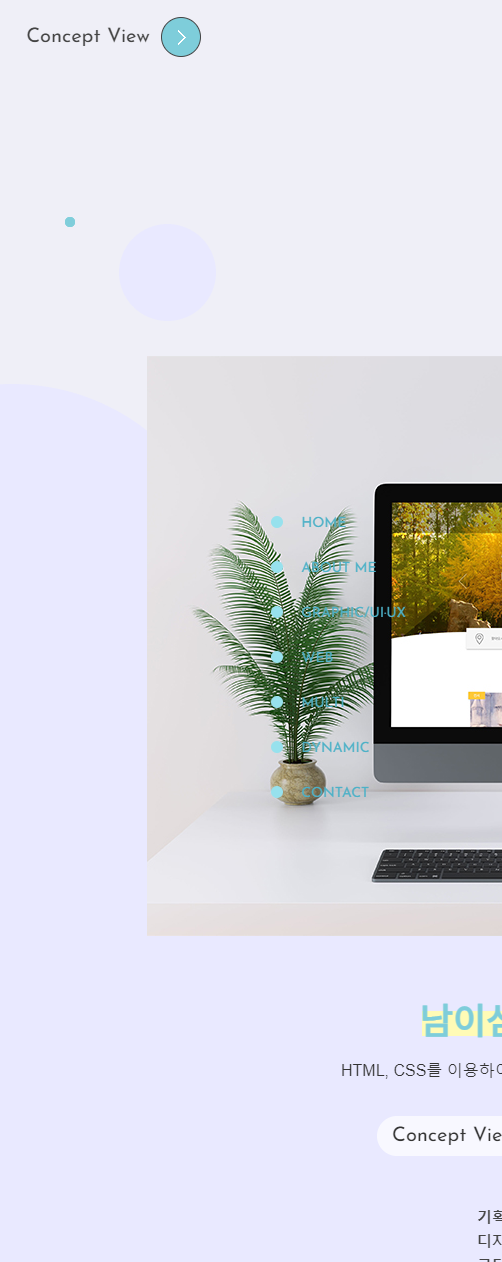 Concept View
HOME
ABOUT ME
GRAPHIC/UI·UX
WEB
MULTI
DYNAMIC
CONTACT
남이
HTML, CSS를 이용하
Concept Vie
기획
디자